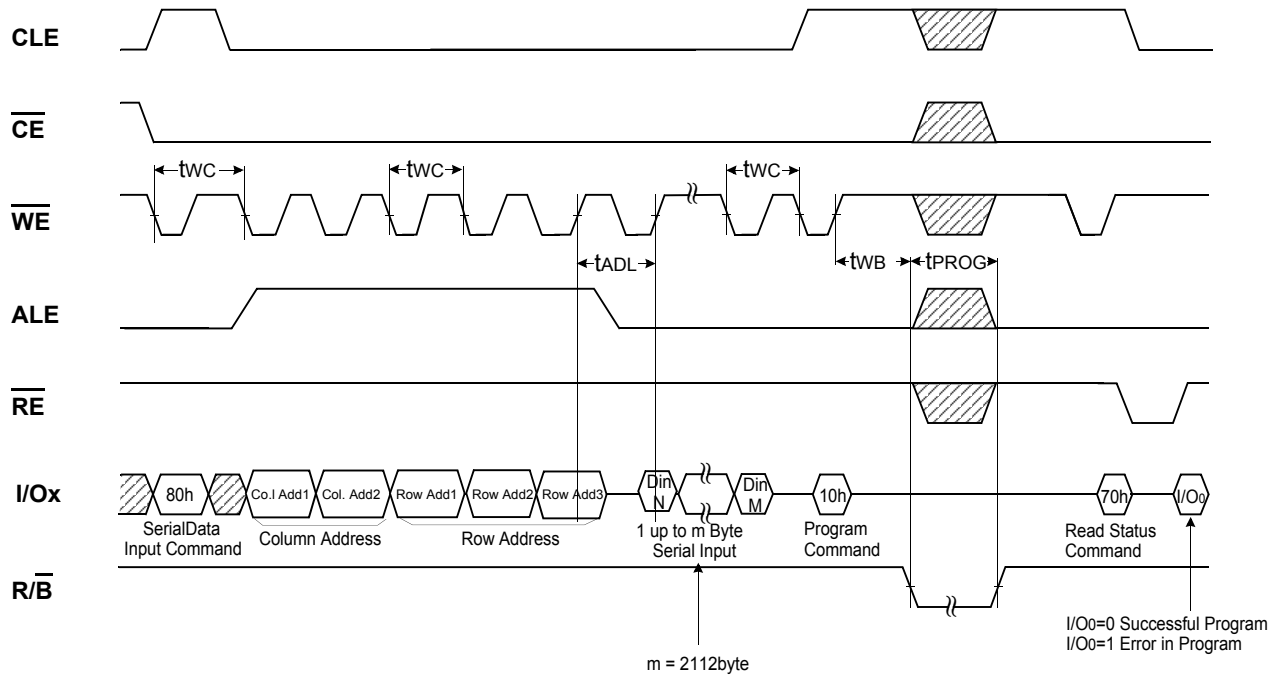 CLE
CE
tWC tWC tWC
WE
tADL tWB tPROG
ALE
RE
I/Ox 80h Co.l Add1 Col. Add2 Row Add1 Row Add2 Row Add3 Din N Din M 10h 70h I/O0
SerialData Input Command
Column Address
Row Address
1 up to m Byte Serial Input
Program Command
Read Status Command
R/B
I/O0=0 Successful Program
I/O0=1 Error in Program
m = 2112byte